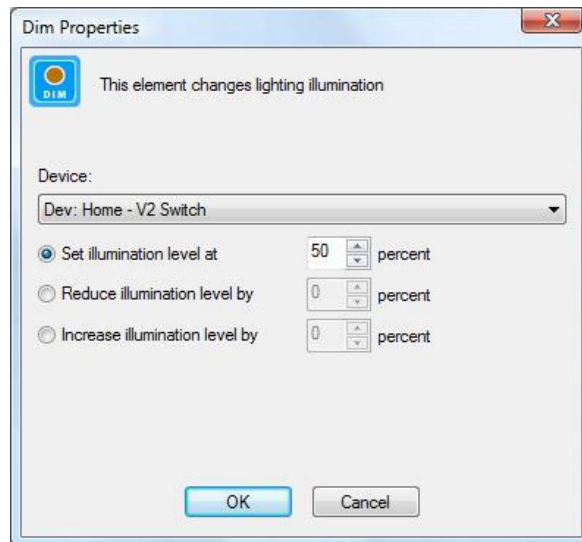 Dim Properties
DIM
This element changes lighting illumination
Device:
Dev: Home - V2 Switch
Set illumination level at 50 percent
Reduce illumination level by 0 percent
Increase illumination level by 0 percent
OK Cancel